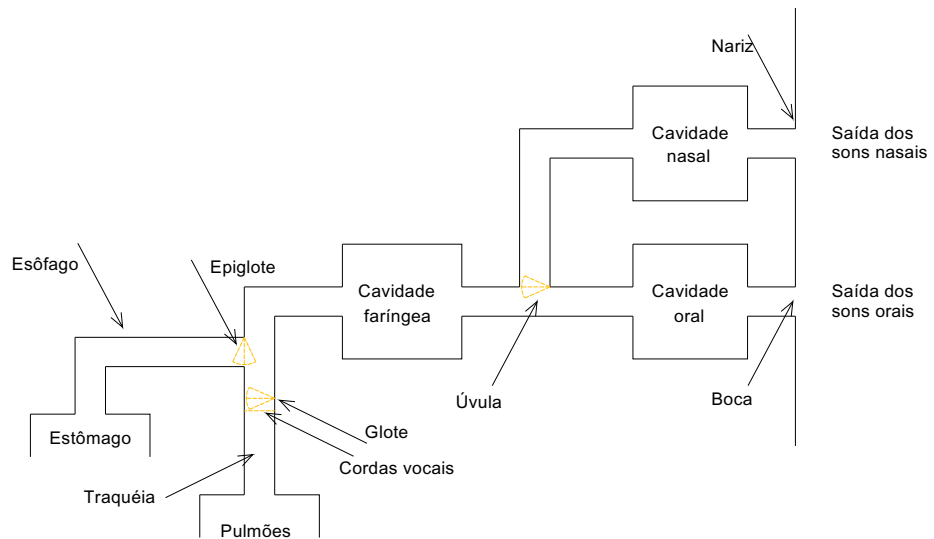 Nariz
Cavidade
nasal
Saída dos
sons nasais
Esôfago
Epiglote
Cavidade
faríngea
Cavidade
oral
Saída dos
sons orais
Úvula
Boca
Estômago
Glote
Cordas vocais
Traquéia
Pulmões